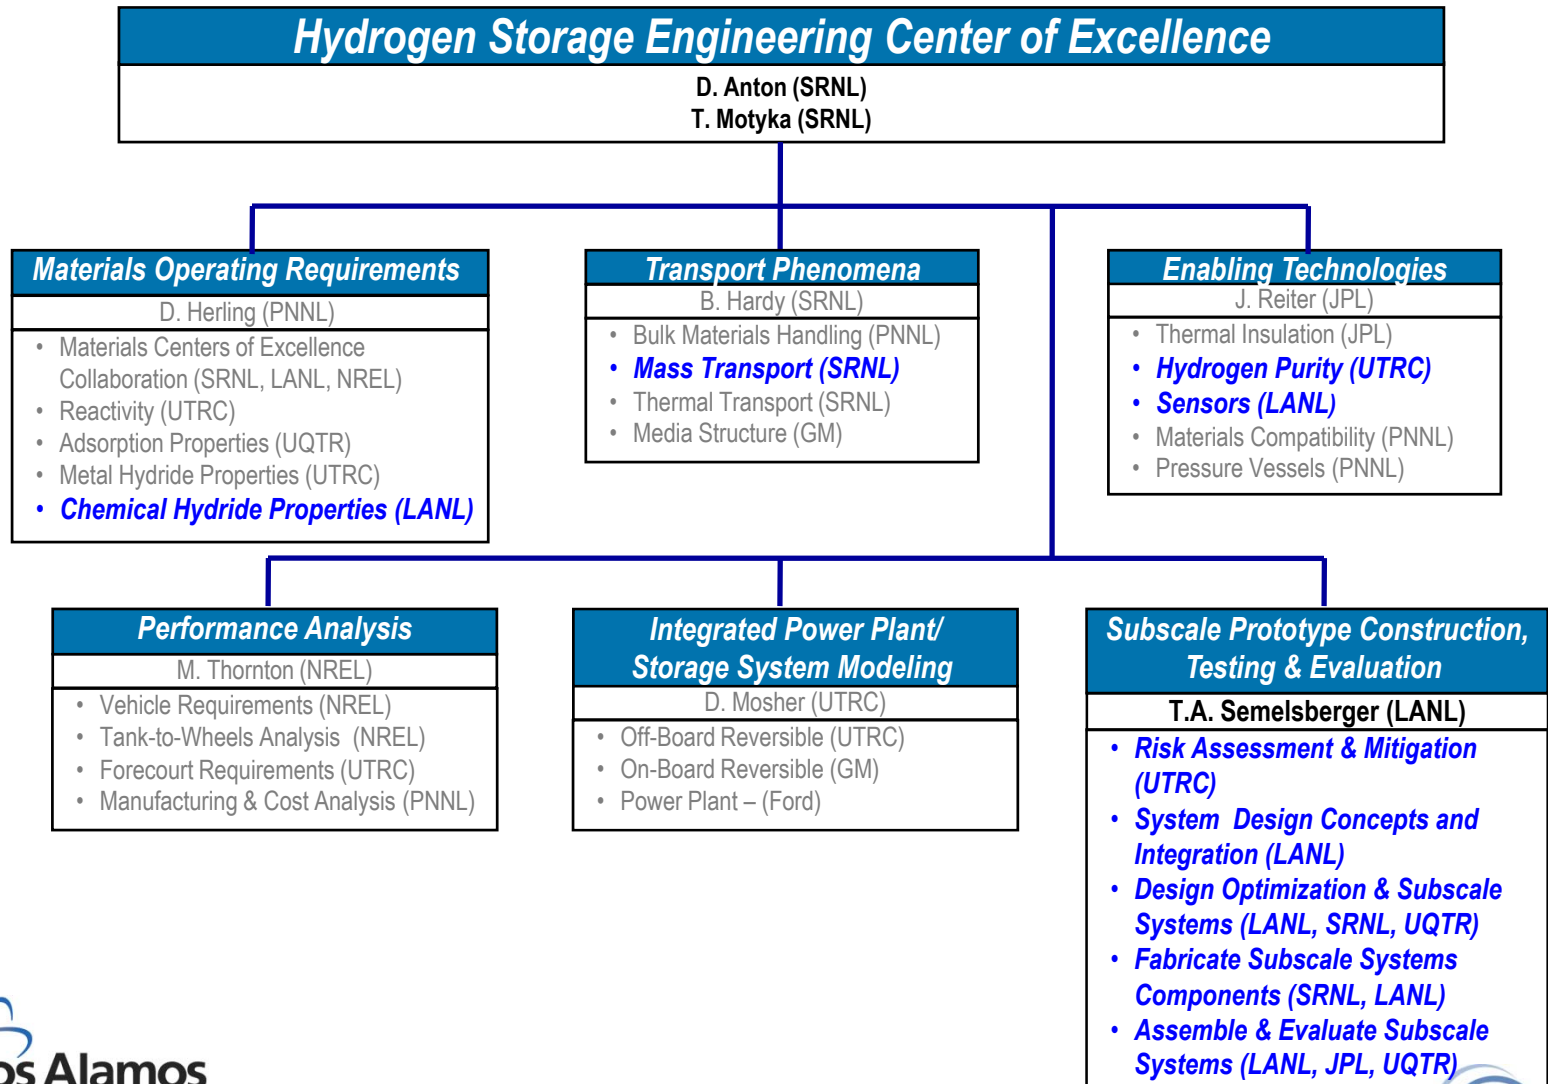 Hydrogen Storage Engineering Center of Excellence
D. Anton (SRNL)
T. Motyka (SRNL)
Materials Operating Requirements
D. Herling (PNNL)
• Materials Centers of Excellence
Collaboration (SRNL, LANL, NREL)
• Reactivity (UTRC)
• Adsorption Properties (UQTR)
• Metal Hydride Properties (UTRC)
• Chemical Hydride Properties (LANL)
Transport Phenomena
B. Hardy (SRNL)
• Bulk Materials Handling (PNNL)
• Mass Transport (SRNL)
• Thermal Transport (SRNL)
• Media Structure (GM)
Enabling Technologies
J. Reiter (JPL)
• Thermal Insulation (JPL)
• Hydrogen Purity (UTRC)
• Sensors (LANL)
• Materials Compatibility (PNNL)
• Pressure Vessels (PNNL)
Performance Analysis
M. Thornton (NREL)
• Vehicle Requirements (NREL)
• Tank-to-Wheels Analysis (NREL)
• Forecourt Requirements (UTRC)
• Manufacturing & Cost Analysis (PNNL)
Integrated Power Plant/
Storage System Modeling
D. Mosher (UTRC)
• Off-Board Reversible (UTRC)
• On-Board Reversible (GM)
• Power Plant – (Ford)
Subscale Prototype Construction,
Testing & Evaluation
T.A. Semelsberger (LANL)
• Risk Assessment & Mitigation
(UTRC)
• System Design Concepts and
Integration (LANL)
• Design Optimization & Subscale
Systems (LANL, SRNL, UQTR)
• Fabricate Subscale Systems
Components (SRNL, LANL)
• Assemble & Evaluate Subscale
Systems (LANL, JPL, UQTR)
os Alamos